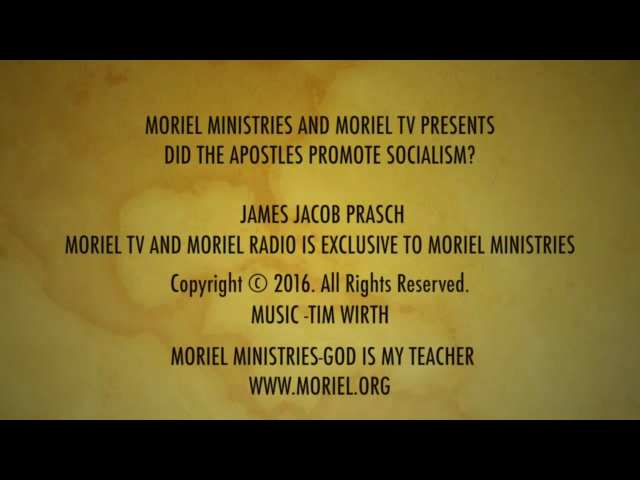 MORIEL MINISTRIES AND MORIEL TV PRESENTS
DID THE APOSTLES PROMOTE SOCIALISM?
JAMES JACOB PRASCH
MORIEL TV AND MORIEL RADIO IS EXCLUSIVE TO MORIEL MINISTRIES
Copyright © 2016. All Rights Reserved.
MUSIC -TIM WIRTH
MORIEL MINISTRIES-GOD IS MY TEACHER
WWW.MORIEL.ORG